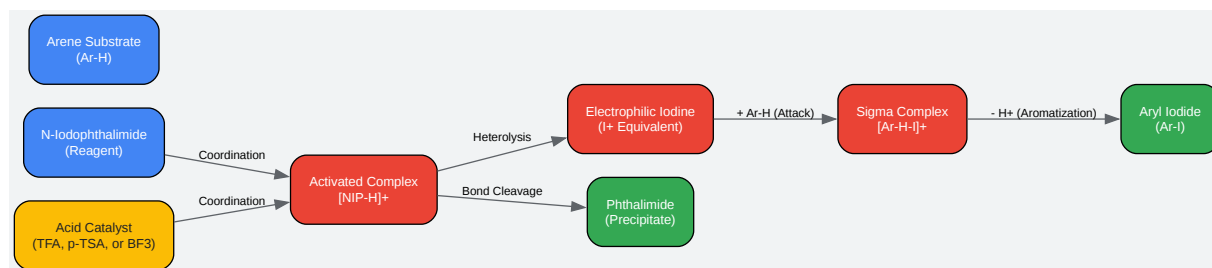 Arene Substrate
(Ar-H)
N-Iodophthalimide
(Reagent)
Acid Catalyst
(TFA, p-TSA, or BF3)
Coordination
Coordination
Activated Complex
[NIP-H]+
Heterolysis
Bond Cleavage
Electrophilic Iodine
(I+ Equivalent)
Phthalimide
(Precipitate)
+ Ar-H (Attack)
Sigma Complex
[Ar-H-I]+
- H+ (Aromatization)
Aryl Iodide
(Ar-I)